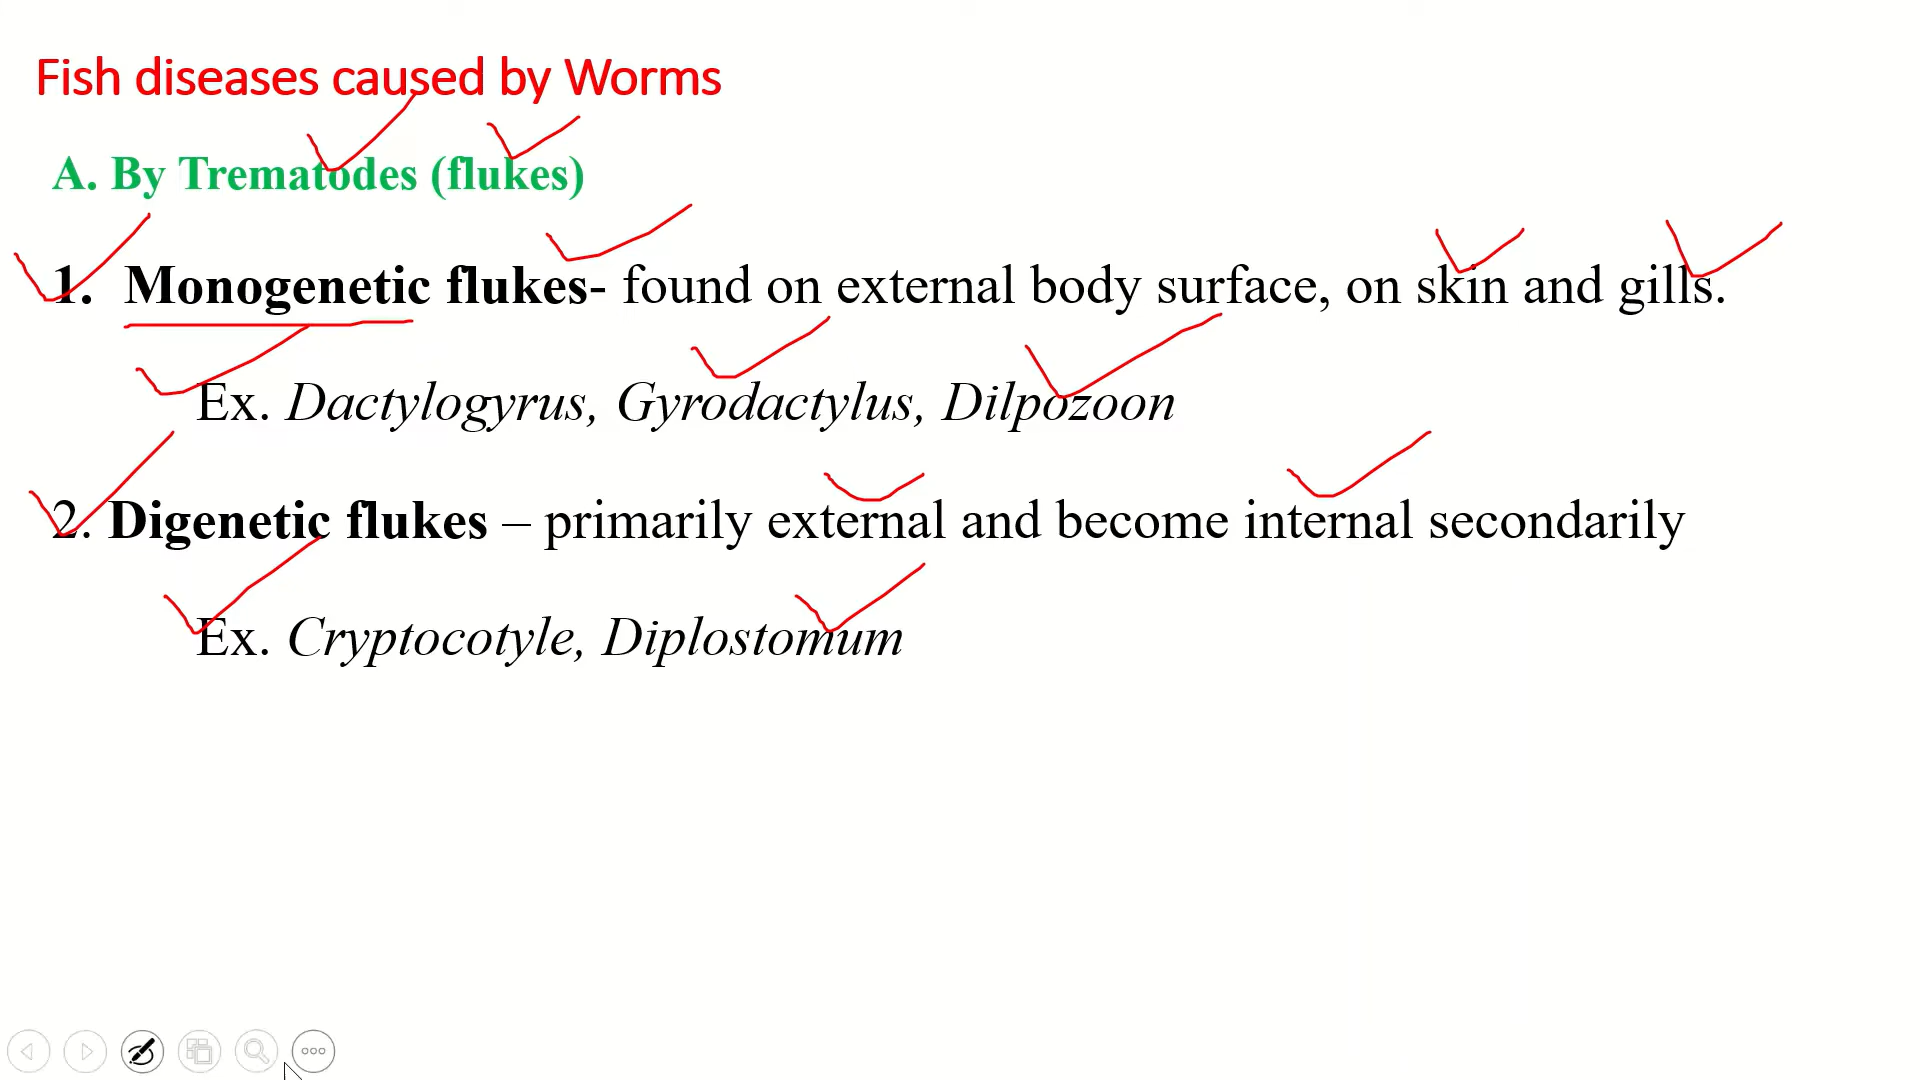 Fish diseases caused by Worms
A. By Trematodes (flukes)
1. Monogenetic flukes- found on external body surface, on skin and gills.
Ex. Dactylogyrus, Gyrodactylus, Dilpozoon
2. Digenetic flukes – primarily external and become internal secondarily
Ex. Cryptocotyle, Diplostomum